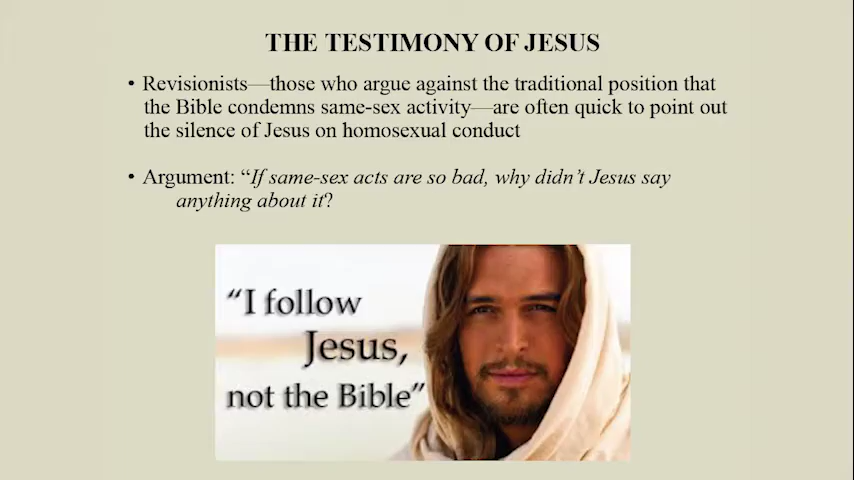 THE TESTIMONY OF JESUS
• Revisionists—those who argue against the traditional position that
the Bible condemns same-sex activity—are often quick to point out
the silence of Jesus on homosexual conduct
• Argument: “If same-sex acts are so bad, why didn’t Jesus say
anything about it?
“I follow
Jesus,
not the Bible”